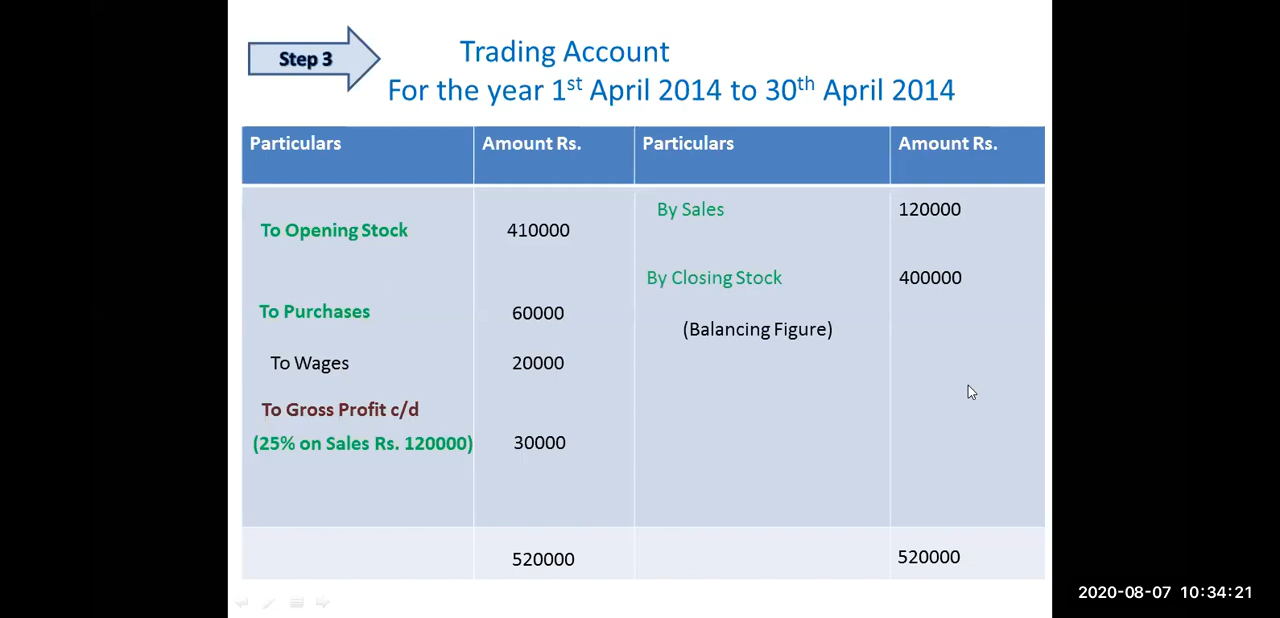 Step 3
Trading Account
For the year 1st April 2014 to 30th April 2014
Particulars Amount Rs. Particulars Amount Rs.
By Sales 120000
To Opening Stock 410000
By Closing Stock 400000
To Purchases 60000
(Balancing Figure)
To Wages 20000
To Gross Profit c/d
(25% on Sales Rs. 120000) 30000
520000 520000
2020-08-07 10:34:21